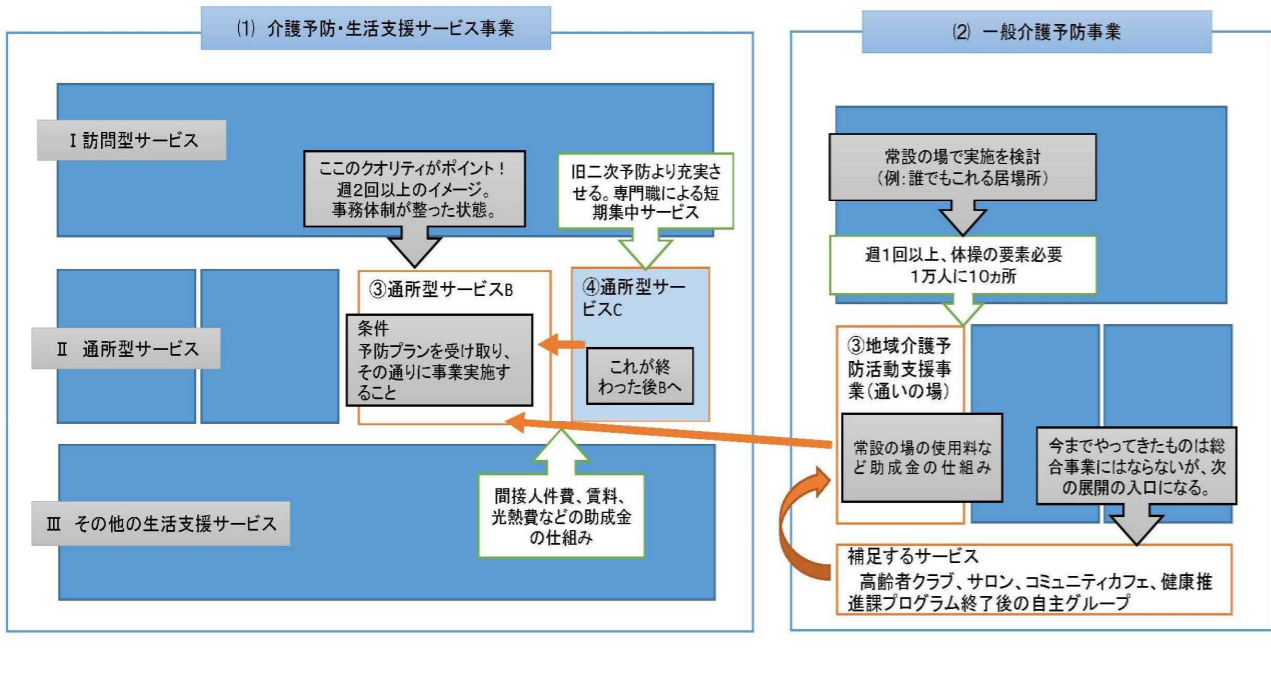 (1) 介護予防・生活支援サービス事業
Ⅰ 訪問型サービス
ここのクオリティがポイント！
週2回以上のイメージ。
事務体制が整った状態。
旧二次予防より充実さ
せる。専門職による短
期集中サービス
Ⅱ 通所型サービス
③通所型サービスB
条件
予防プランを受け取り、
その通りに事業実施す
ること
④通所型サー
ビスC
これが終
わった後Bへ
Ⅲ その他の生活支援サービス
間接人件費、賃料、
光熱費などの助成金
の仕組み
(2) 一般介護予防事業
常設の場で実施を検討
（例：誰でもこれる居場所）
週1回以上、体操の要素必要
1万人に10ヵ所
③地域介護予
防活動支援事
業（通いの場）
常設の場の使用料な
ど助成金の仕組み
今までやってきたものは総
合事業にはならないが、次
の展開の入口になる。
補足するサービス
高齢者クラブ、サロン、コミュニティカフェ、健康推
進課プログラム終了後の自主グループ